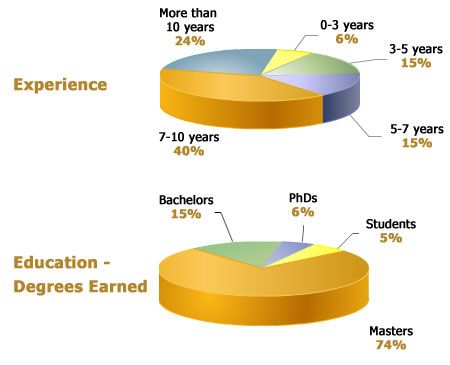 More than
10 years
24%
0-3 years
6%
3-5 years
15%
Experience
5-7 years
15%
7-10 years
40%
Bachelors
15%
PhDs
6%
Students
5%
Education -
Degrees Earned
Masters
74%